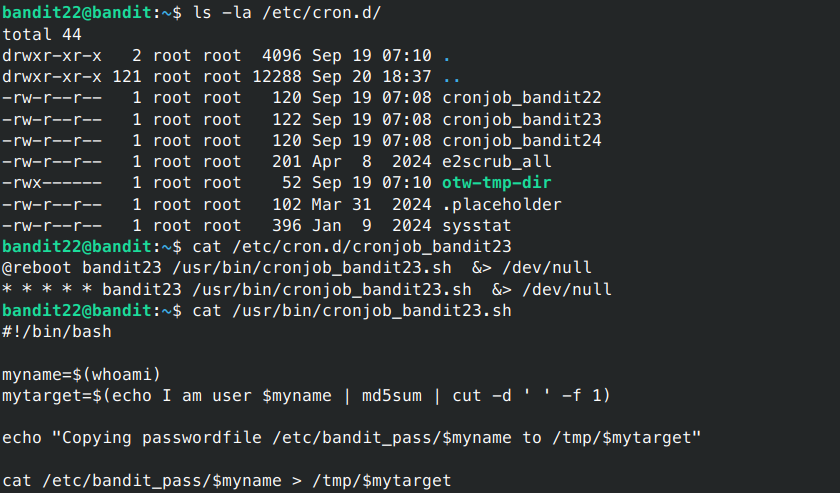 bandit22@bandit:~$ ls -la /etc/cron.d/
total 44
drwxr-xr-x   2 root root  4096 Sep 19 07:10 .
drwxr-xr-x 121 root root 12288 Sep 20 18:37 ..
-rw-r--r--   1 root root   120 Sep 19 07:08 cronjob_bandit22
-rw-r--r--   1 root root   122 Sep 19 07:08 cronjob_bandit23
-rw-r--r--   1 root root   120 Sep 19 07:08 cronjob_bandit24
-rw-r--r--   1 root root   201 Apr  8  2024 e2scrub_all
-rwx------   1 root root    52 Sep 19 07:10 otw-tmp-dir
-rw-r--r--   1 root root   102 Mar 31  2024 .placeholder
-rw-r--r--   1 root root   396 Jan  9  2024 sysstat
bandit22@bandit:~$ cat /etc/cron.d/cronjob_bandit23
@reboot bandit23 /usr/bin/cronjob_bandit23.sh  &> /dev/null
* * * * * bandit23 /usr/bin/cronjob_bandit23.sh  &> /dev/null
bandit22@bandit:~$ cat /usr/bin/cronjob_bandit23.sh
#!/bin/bash

myname=$(whoami)
mytarget=$(echo I am user $myname | md5sum | cut -d ' ' -f 1)

echo "Copying passwordfile /etc/bandit_pass/$myname to /tmp/$mytarget"

cat /etc/bandit_pass/$myname > /tmp/$mytarget